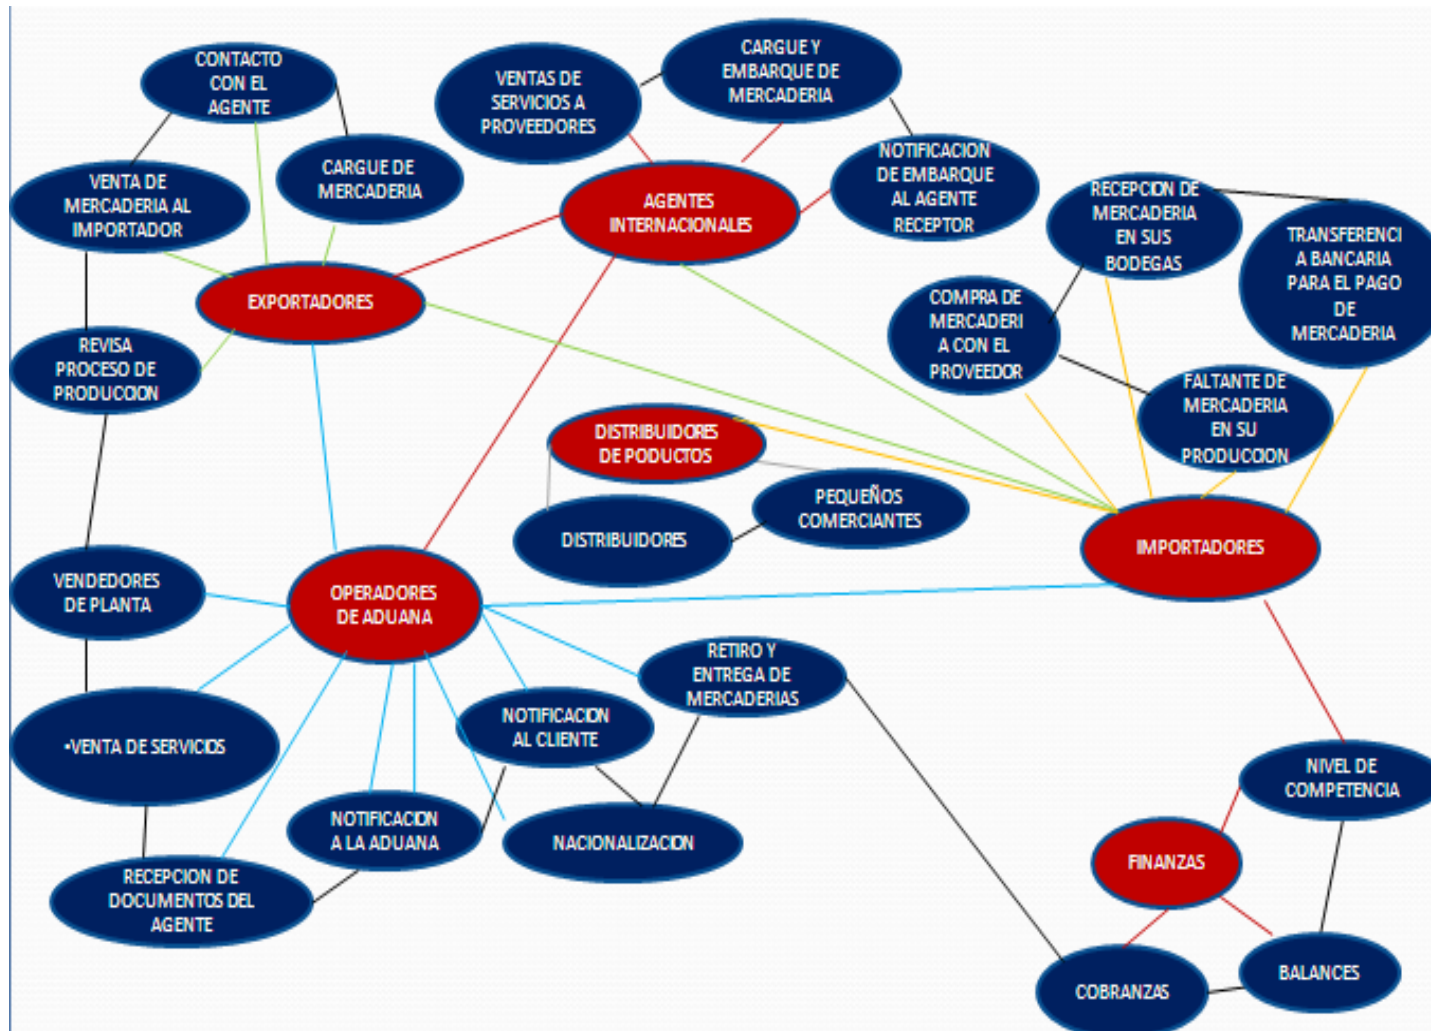 CONTACTO
CON EL
AGENTE
VENTAS DE
SERVICIOS A
PROVEEDORES
CARGUE Y
EMBARQUE DE
MERCADERIA
VENTA DE
MERCADERIA AL
IMPORTADOR
CARGUE DE
MERCADERIA
AGENTES
INTERNACIONALES
NOTIFICACION
DE EMBARQUE
AL AGENTE
RECEPTOR
RECEPCION DE
MERCADERIA
EN SUS
BODEGAS
TRANSFERENCI
A BANCARIA
PARA EL PAGO
DE
MERCADERIA
EXPORTADORES
COMPRA DE
MERCADERI
A CON EL
PROVEEDOR
REVISA
PROCESO DE
PRODUCCION
FALTANTE DE
MERCADERIA
EN SU
PRODUCCION
DISTRIBUIDORES
DE PODUCTOS
PEQUEÑOS
COMERCIANTES
DISTRIBUIDORES
IMPORTADORES
VENDEDORES
DE PLANTA
OPERADORES
DE ADUANA
RETIRO Y
ENTREGA DE
MERCADERIAS
•VENTA DE SERVICIOS
NOTIFICACION
AL CLIENTE
NIVEL DE
COMPETENCIA
NOTIFICACION
A LA ADUANA
NACIONALIZACION
FINANZAS
RECEPCION DE
DOCUMENTOS DEL
AGENTE
COBRANZAS
BALANCES